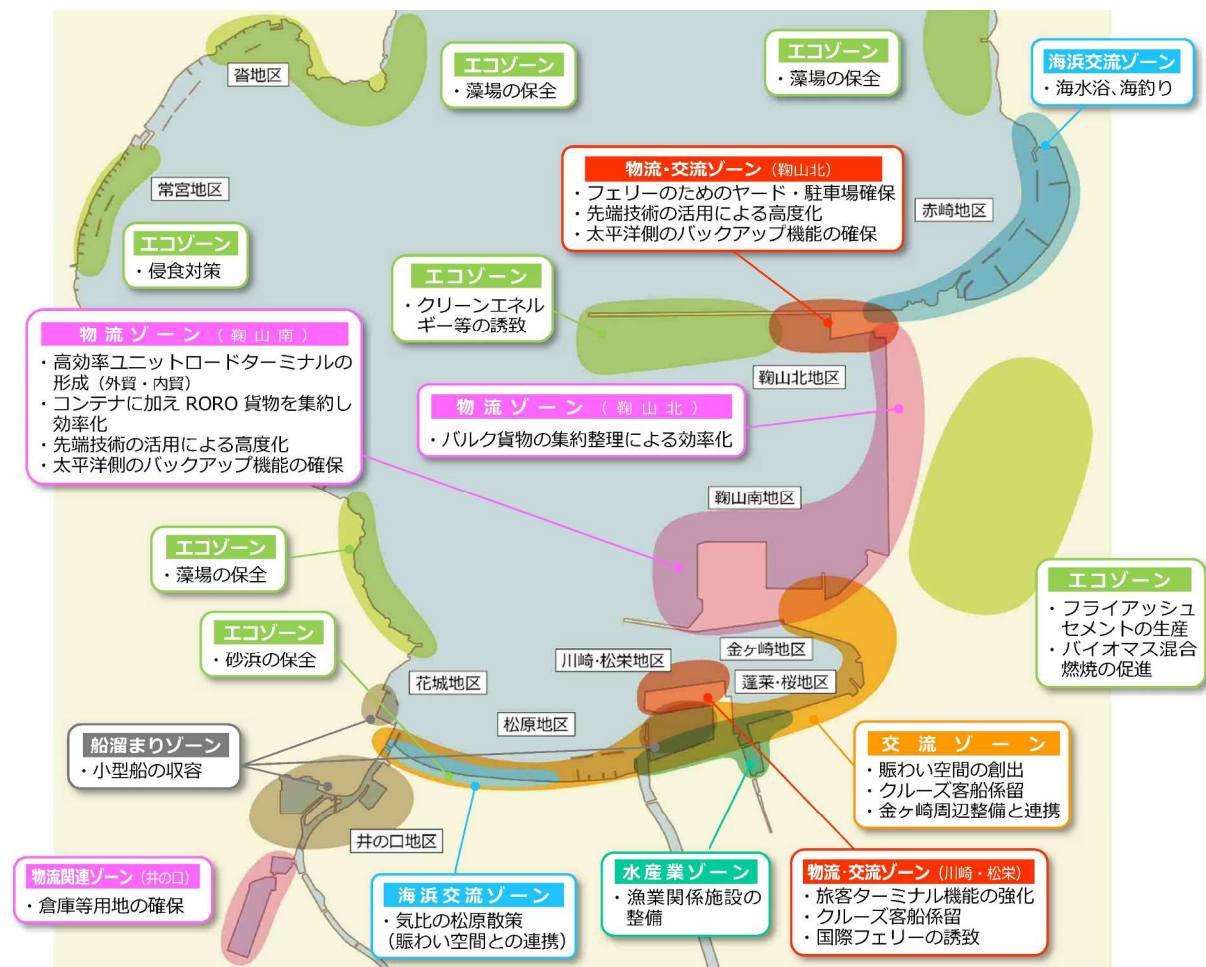 沓地区
エコゾーン
・藻場の保全
エコゾーン
・藻場の保全
海浜交流ゾーン
・海水浴、海釣り
常宮地区
エコゾーン
・侵食対策
物流・交流ゾーン（鞠山北）
・フェリーのためのヤード・駐車場確保
・先端技術の活用による高度化
・太平洋側のバックアップ機能の確保
赤崎地区
エコゾーン
・クリーンエネル
ギー等の誘致
物流ゾーン（鞠山南）
・高効率ユニットロードターミナルの
形成（外貿・内貿）
・コンテナに加え RORO 貨物を集約し
効率化
・先端技術の活用による高度化
・太平洋側のバックアップ機能の確保
鞠山北地区
物流ゾーン（鞠山北）
・バルク貨物の集約整理による効率化
鞠山南地区
エコゾーン
・藻場の保全
エコゾーン
・フライアッシュ
セメントの生産
・バイオマス混合
燃焼の促進
エコゾーン
・砂浜の保全
金ヶ崎地区
川崎・松栄地区
蓬莱・桜地区
花城地区
松原地区
船溜まりゾーン
・小型船の収容
交流ゾーン
・賑わい空間の創出
・クルーズ客船係留
・金ヶ崎周辺整備と連携
井の口地区
物流関連ゾーン（井の口）
・倉庫等用地の確保
海浜交流ゾーン
・気比の松原散策
（賑わい空間との連携）
水産業ゾーン
・漁業関係施設の
整備
物流・交流ゾーン（川崎・松栄）
・旅客ターミナル機能の強化
・クルーズ客船係留
・国際フェリーの誘致